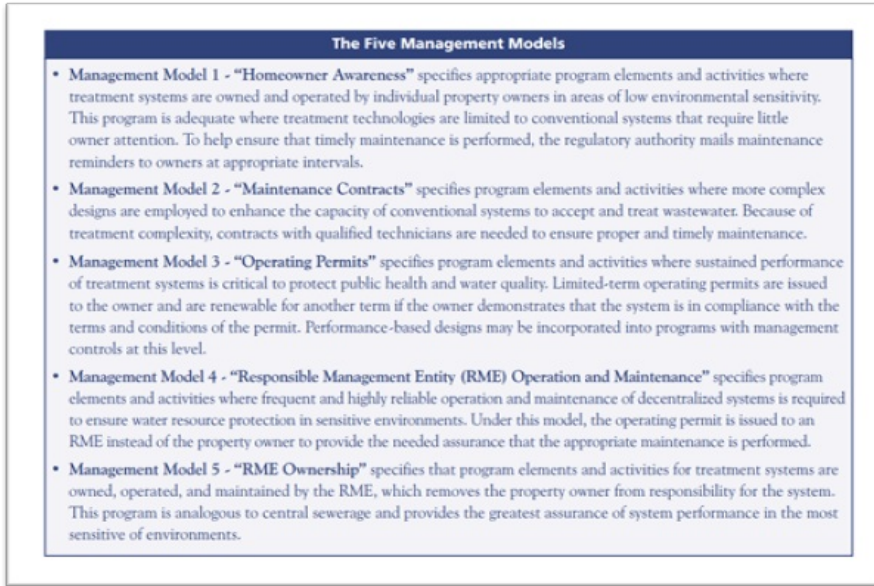 The Five Management Models
• Management Model 1 - “Homeowner Awareness” specifies appropriate program elements and activities where
treatment systems are owned and operated by individual property owners in areas of low environmental sensitivity.
This program is adequate where treatment technologies are limited to conventional systems that require little
owner attention. To help ensure that timely maintenance is performed, the regulatory authority mails maintenance
reminders to owners at appropriate intervals.
• Management Model 2 - “Maintenance Contracts” specifies program elements and activities where more complex
designs are employed to enhance the capacity of conventional systems to accept and treat wastewater. Because of
treatment complexity, contracts with qualified technicians are needed to ensure proper and timely maintenance.
• Management Model 3 - “Operating Permits” specifies program elements and activities where sustained performance
of treatment systems is critical to protect public health and water quality. Limited-term operating permits are issued
to the owner and are renewable for another term if the owner demonstrates that the system is in compliance with the
terms and conditions of the permit. Performance-based designs may be incorporated into programs with management
controls at this level.
• Management Model 4 - “Responsible Management Entity (RME) Operation and Maintenance” specifies program
elements and activities where frequent and highly reliable operation and maintenance of decentralized systems is required
to ensure water resource protection in sensitive environments. Under this model, the operating permit is issued to an
RME instead of the property owner to provide the needed assurance that the appropriate maintenance is performed.
• Management Model 5 - “RME Ownership” specifies that program elements and activities for treatment systems are
owned, operated, and maintained by the RME, which removes the property owner from responsibility for the system.
This program is analogous to central sewerage and provides the greatest assurance of system performance in the most
sensitive of environments.